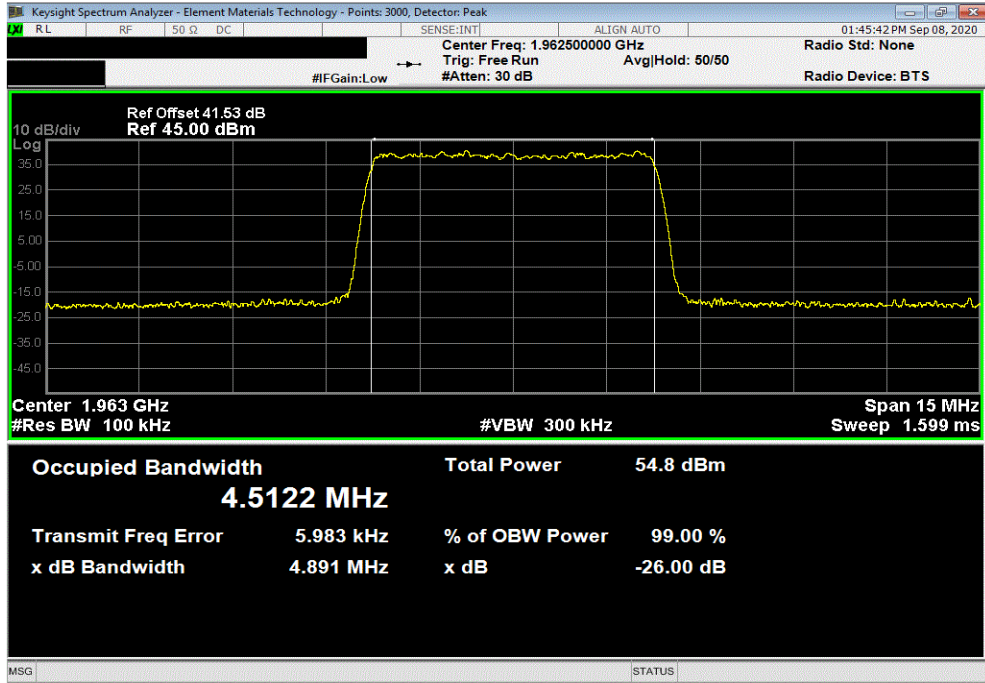 Keysight Spectrum Analyzer - Element Materials Technology - Points: 3000, Detector: Peak
LXI RL RF 50 Ω DC SENSE:INT ALIGN AUTO 01:45:42 PM Sep 08, 2020
Center Freq: 1.962500000 GHz Radio Std: None
Trig: Free Run Avg|Hold: 50/50
#IFGain:Low #Atten: 30 dB Radio Device: BTS
Ref Offset 41.53 dB
10 dB/div Ref 45.00 dBm
Log
35.0
25.0
15.0
5.00
-5.00
-15.0
-25.0
-35.0
-45.0
Center 1.963 GHz Span 15 MHz
#Res BW 100 kHz #VBW 300 kHz Sweep 1.599 ms
Occupied Bandwidth Total Power 54.8 dBm
4.5122 MHz
Transmit Freq Error 5.983 kHz % of OBW Power 99.00 %
x dB Bandwidth 4.891 MHz x dB -26.00 dB
MSG STATUS